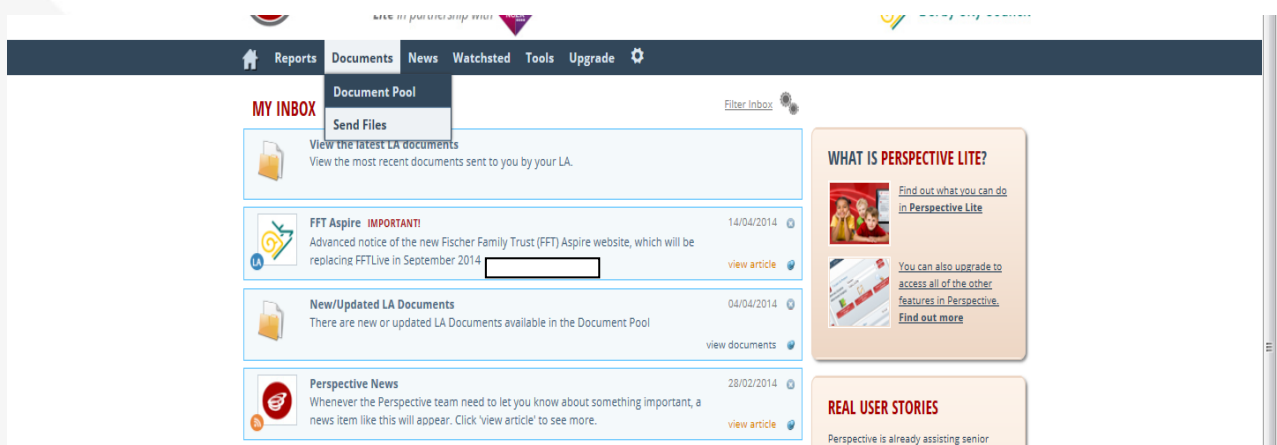 Lite in partnership with
Reports Documents News Watchsted Tools Upgrade
Document Pool
Send Files
MY INBOX
Filter Inbox
View the latest LA documents
View the most recent documents sent to you by your LA.
FFT Aspire IMPORTANT!
14/04/2014
Advanced notice of the new Fischer Family Trust (FFT) Aspire website, which will be
replacing FFTLive in September 2014
view article
LA
New/Updated LA Documents
04/04/2014
There are new or updated LA Documents available in the Document Pool
view documents
Perspective News
28/02/2014
Whenever the Perspective team need to let you know about something important, a
news item like this will appear. Click 'view article' to see more.
view article
WHAT IS PERSPECTIVE LITE?
Find out what you can do
in Perspective Lite
You can also upgrade to
access all of the other
features in Perspective.
Find out more
REAL USER STORIES
Perspective is already assisting senior